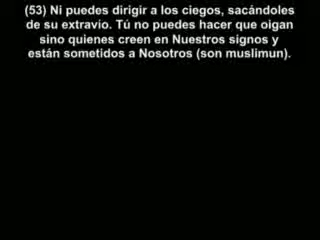 (53) Ni puedes dirigir a los ciegos, sacándoles
de su extravío. Tú no puedes hacer que oigan
sino quienes creen en Nuestros signos y
están sometidos a Nosotros (son muslimun).